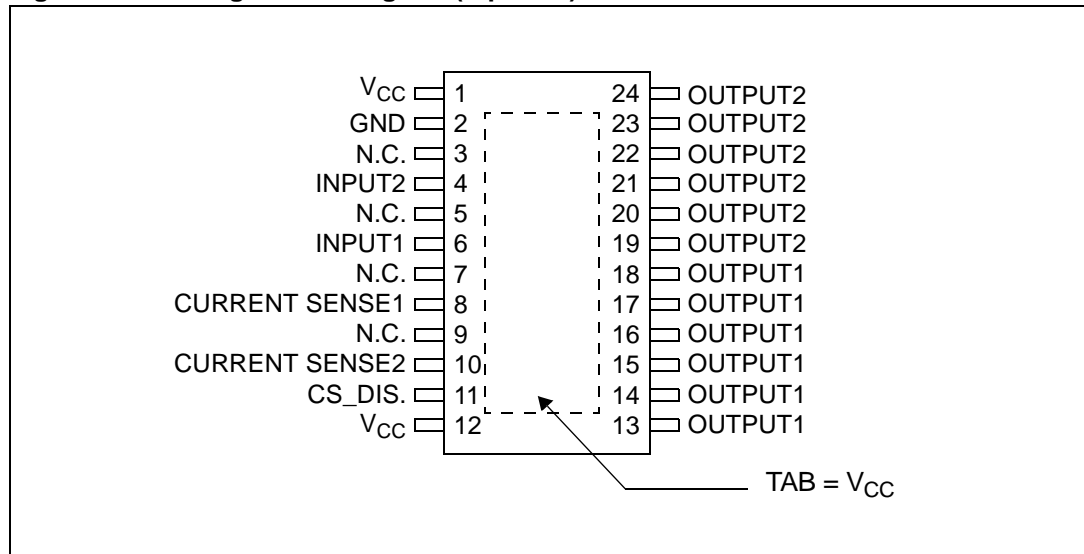 V_CC 1 24 OUTPUT2
GND 2 23 OUTPUT2
N.C. 3 22 OUTPUT2
INPUT2 4 21 OUTPUT2
N.C. 5 20 OUTPUT2
INPUT1 6 19 OUTPUT2
N.C. 7 18 OUTPUT1
CURRENT SENSE1 8 17 OUTPUT1
N.C. 9 16 OUTPUT1
CURRENT SENSE2 10 15 OUTPUT1
CS_DIS. 11 14 OUTPUT1
V_CC 12 13 OUTPUT1
TAB = V_CC